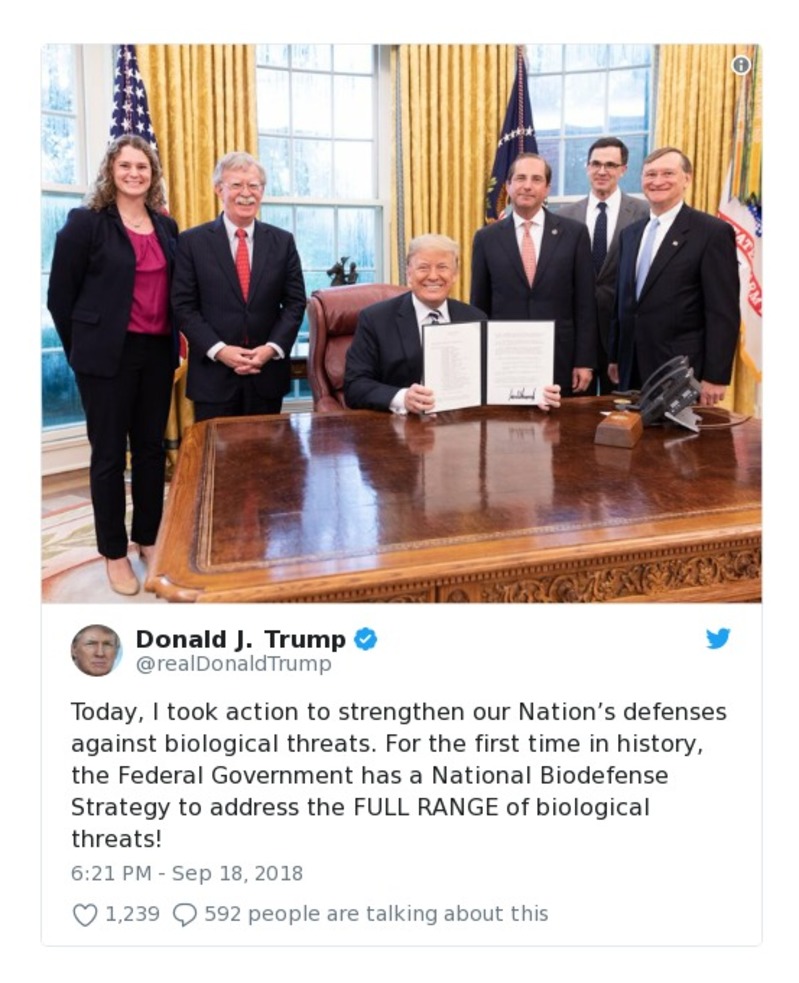 Donald J. Trump
@realDonaldTrump
Today, I took action to strengthen our Nation’s defenses
against biological threats. For the first time in history,
the Federal Government has a National Biodefense
Strategy to address the FULL RANGE of biological
threats!
6:21 PM - Sep 18, 2018
1,239 592 people are talking about this